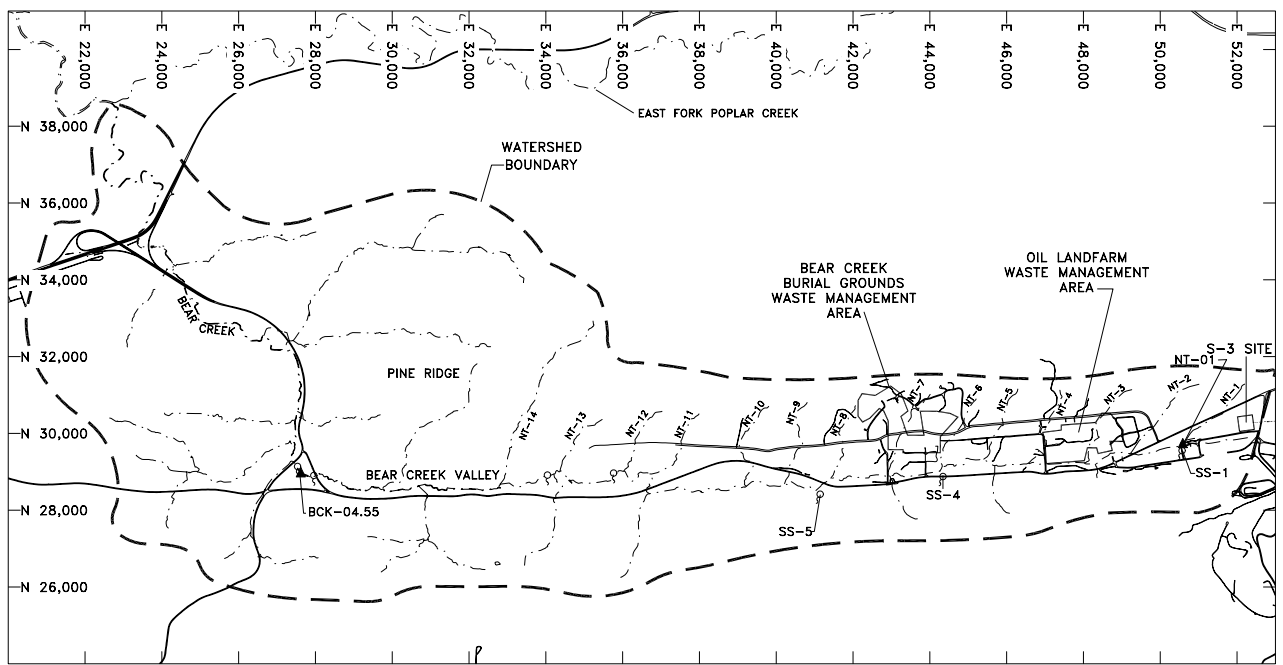 E 22,000
E 24,000
E 26,000
E 28,000
E 30,000
E 32,000
E 34,000
E 36,000
E 38,000
E 40,000
E 42,000
E 44,000
E 46,000
E 48,000
E 50,000
E 52,000
EAST FORK POPLAR CREEK
N 38,000
WATERSHED
BOUNDARY
N 36,000
OIL LANDFARM
WASTE MANAGEMENT
AREA
BEAR CREEK
BURIAL GROUNDS
WASTE MANAGEMENT
AREA
N 34,000
BEAR CREEK
N 32,000
S-3 SITE
NT-01
PINE RIDGE
NT-14
NT-13
NT-12
NT-11
NT-10
NT-9
NT-8
NT-7
NT-6
NT-5
NT-4
NT-3
NT-2
NT-1
N 30,000
BEAR CREEK VALLEY
SS-1
SS-4
BCK-04.55
N 28,000
SS-5
N 26,000